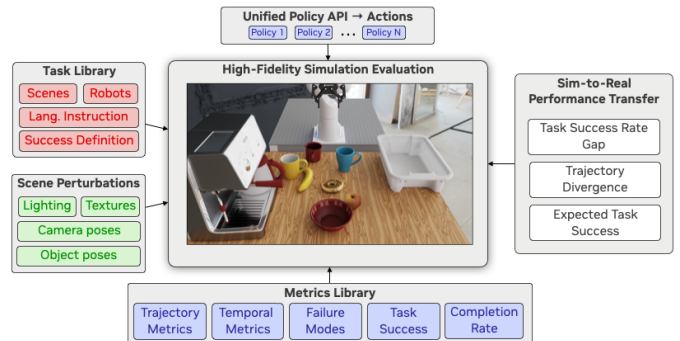 Unified Policy API → Actions
Policy 1
Policy 2
...
Policy N
Task Library
Scenes
Robots
Lang. Instruction
Success Definition
Scene Perturbations
Lighting
Textures
Camera poses
Object poses
High-Fidelity Simulation Evaluation
Sim-to-Real
Performance Transfer
Task Success Rate
Gap
Trajectory
Divergence
Expected Task
Success
Metrics Library
Trajectory
Metrics
Temporal
Metrics
Failure
Modes
Task
Success
Completion
Rate